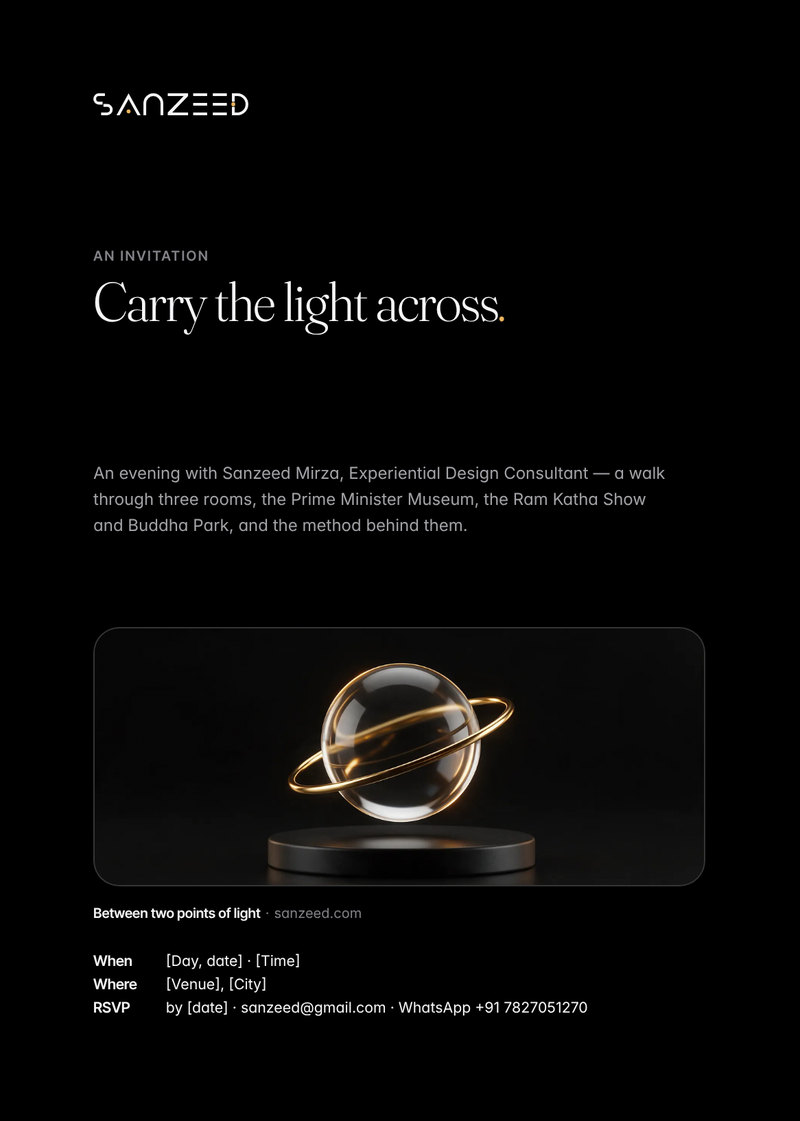 SANZEED
AN INVITATION
Carry the light across.
An evening with Sanzeed Mirza, Experiential Design Consultant — a walk
through three rooms, the Prime Minister Museum, the Ram Katha Show
and Buddha Park, and the method behind them.
Between two points of light · sanzeed.com
When [Day, date] · [Time]
Where [Venue], [City]
RSVP by [date] · sanzeed@gmail.com · WhatsApp +91 7827051270